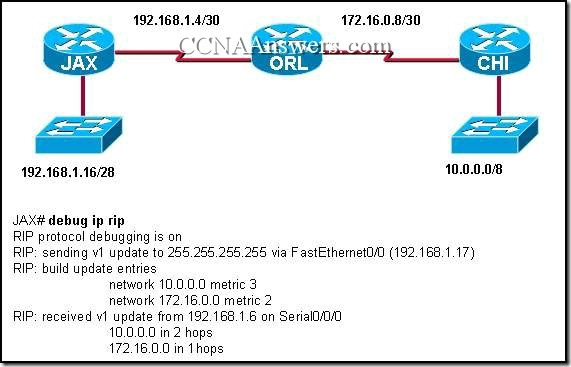 192.168.1.4/30
172.16.0.8/30
CCNAAnswers.com
JAX
ORL
CHI
192.168.1.16/28
10.0.0.0/8
JAX# debug ip rip
RIP protocol debugging is on
RIP: sending v1 update to 255.255.255.255 via FastEthernet0/0 (192.168.1.17)
RIP: build update entries
network 10.0.0.0 metric 3
network 172.16.0.0 metric 2
RIP: received v1 update from 192.168.1.6 on Serial0/0/0
10.0.0.0 in 2 hops
172.16.0.0 in 1 hops